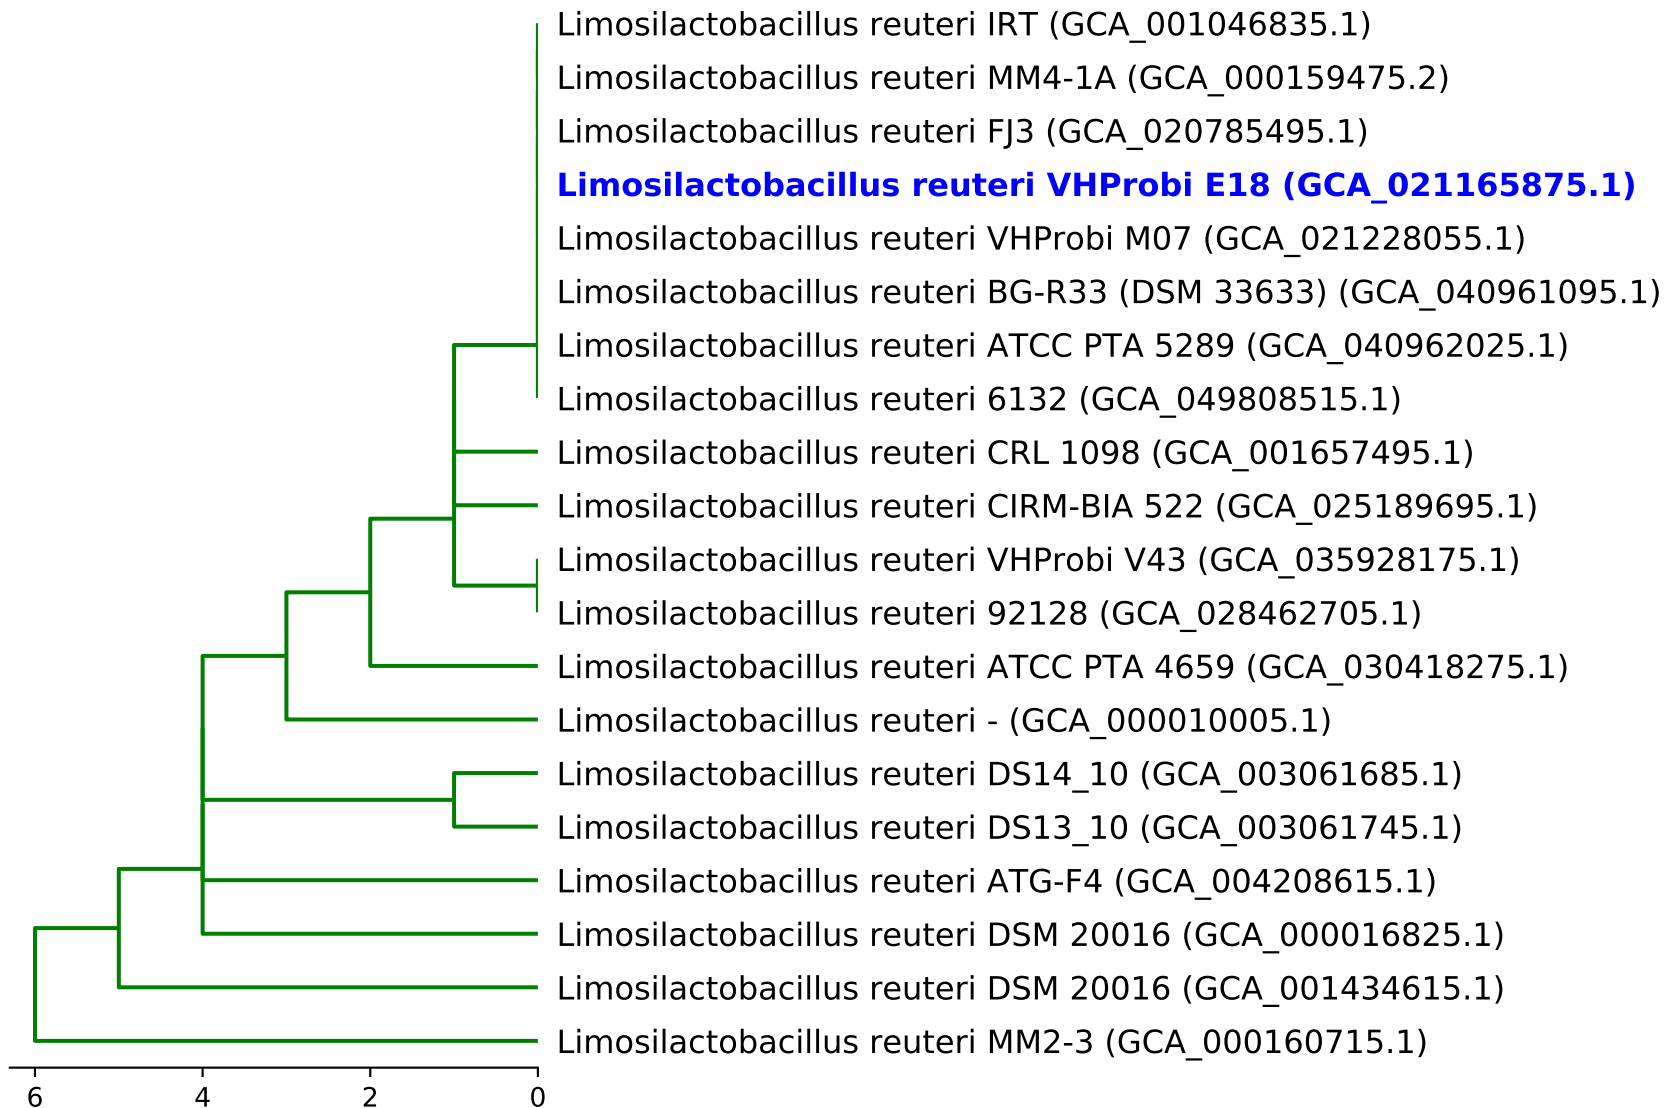 Limosilactobacillus reuteri IRT (GCA_001046835.1)
Limosilactobacillus reuteri MM4-1A (GCA_000159475.2)
Limosilactobacillus reuteri FJ3 (GCA_020785495.1)
Limosilactobacillus reuteri VHProbi E18 (GCA_021165875.1)
Limosilactobacillus reuteri VHProbi M07 (GCA_021228055.1)
Limosilactobacillus reuteri BG-R33 (DSM 33633) (GCA_040961095.1)
Limosilactobacillus reuteri ATCC PTA 5289 (GCA_040962025.1)
Limosilactobacillus reuteri 6132 (GCA_049808515.1)
Limosilactobacillus reuteri CRL 1098 (GCA_001657495.1)
Limosilactobacillus reuteri CIRM-BIA 522 (GCA_025189695.1)
Limosilactobacillus reuteri VHProbi V43 (GCA_035928175.1)
Limosilactobacillus reuteri 92128 (GCA_028462705.1)
Limosilactobacillus reuteri ATCC PTA 4659 (GCA_030418275.1)
Limosilactobacillus reuteri - (GCA_000010005.1)
Limosilactobacillus reuteri DS14_10 (GCA_003061685.1)
Limosilactobacillus reuteri DS13_10 (GCA_003061745.1)
Limosilactobacillus reuteri ATG-F4 (GCA_004208615.1)
Limosilactobacillus reuteri DSM 20016 (GCA_000016825.1)
Limosilactobacillus reuteri DSM 20016 (GCA_001434615.1)
Limosilactobacillus reuteri MM2-3 (GCA_000160715.1)
6 4 2 0